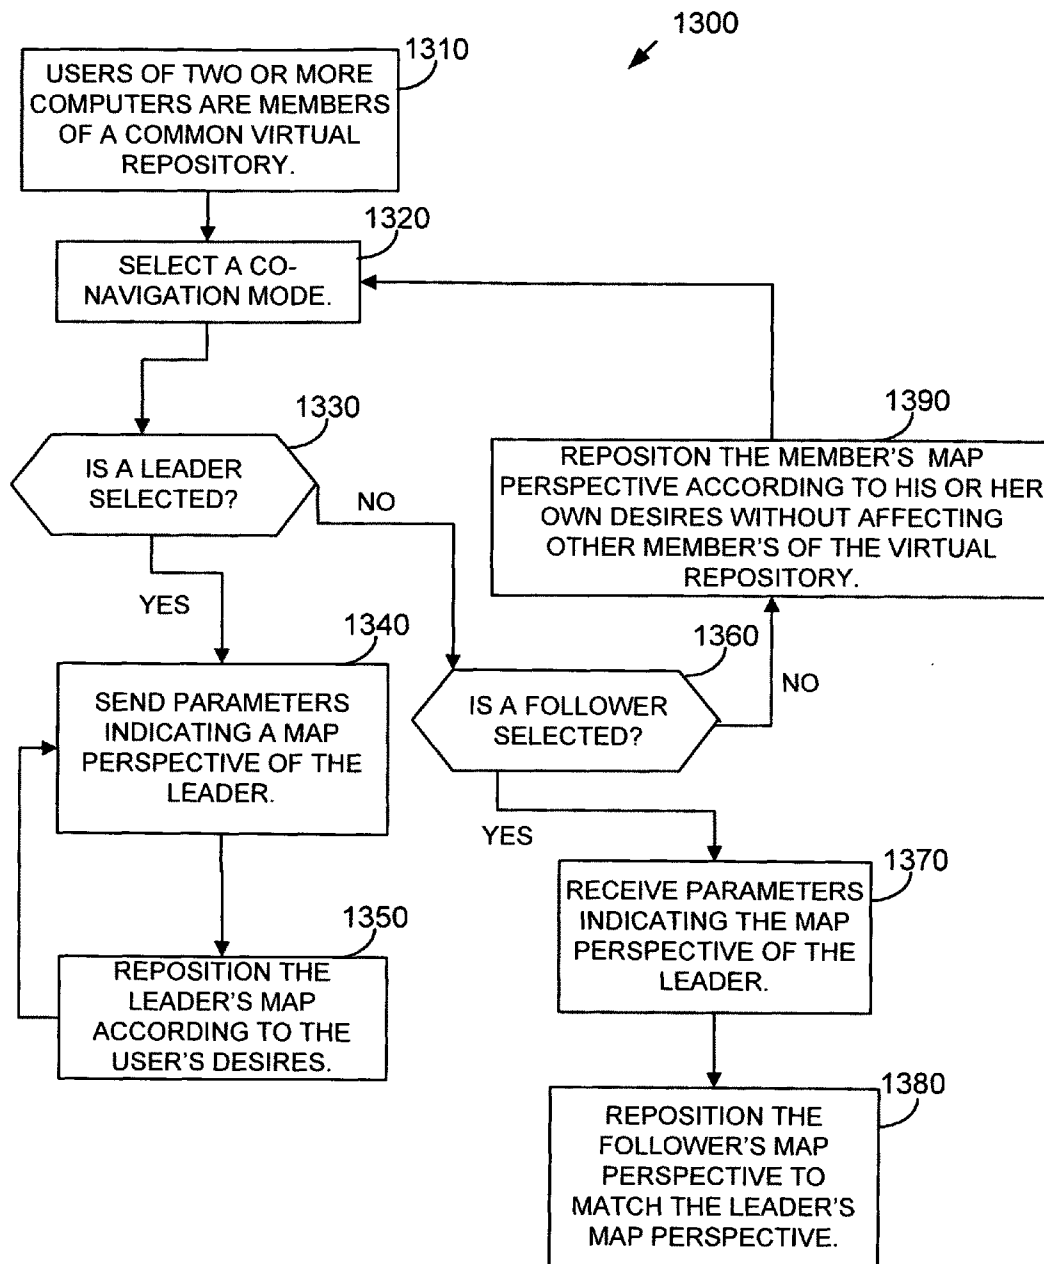 1300
1310
USERS OF TWO OR MORE
COMPUTERS ARE MEMBERS
OF A COMMON VIRTUAL
REPOSITORY.
1320
SELECT A CO-
NAVIGATION MODE.
1330
IS A LEADER
SELECTED?
NO
YES
1390
REPOSITON THE MEMBER'S MAP
PERSPECTIVE ACCORDING TO HIS OR HER
OWN DESIRES WITHOUT AFFECTING
OTHER MEMBER'S OF THE VIRTUAL
REPOSITORY.
1340
SEND PARAMETERS
INDICATING A MAP
PERSPECTIVE OF THE
LEADER.
1360
IS A FOLLOWER
SELECTED?
NO
YES
1350
REPOSITION THE
LEADER'S MAP
ACCORDING TO THE
USER'S DESIRES.
1370
RECEIVE PARAMETERS
INDICATING THE MAP
PERSPECTIVE OF THE
LEADER.
1380
REPOSITION THE
FOLLOWER'S MAP
PERSPECTIVE TO
MATCH THE LEADER'S
MAP PERSPECTIVE.